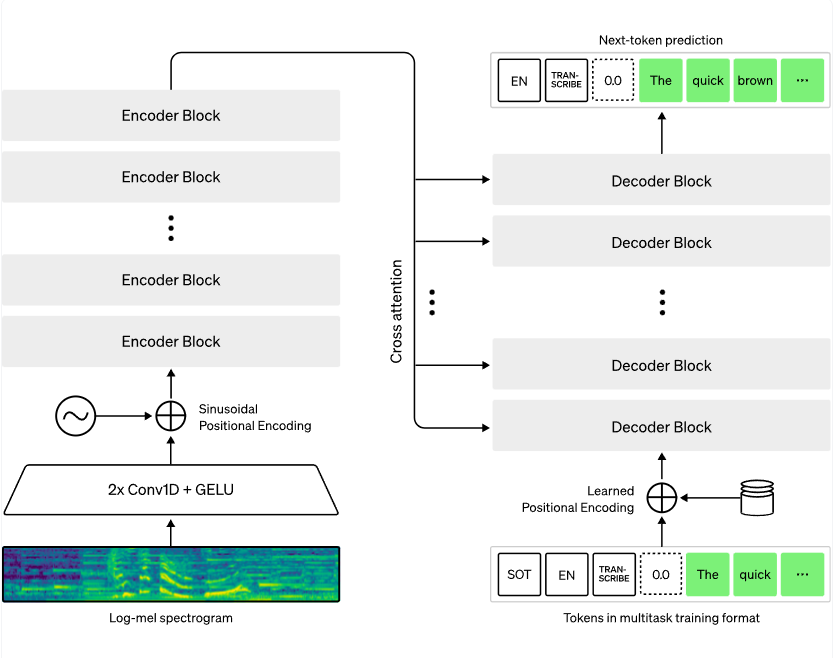 Encoder Block
Encoder Block
Encoder Block
Encoder Block
Sinusoidal
Positional Encoding
2x Conv1D + GELU
Log-mel spectrogram
Cross attention
Next-token prediction
EN TRAN-SCRIBE 0.0 The quick brown ...
Decoder Block
Decoder Block
Decoder Block
Decoder Block
Learned
Positional Encoding
SOT EN TRAN-SCRIBE 0.0 The quick ...
Tokens in multitask training format